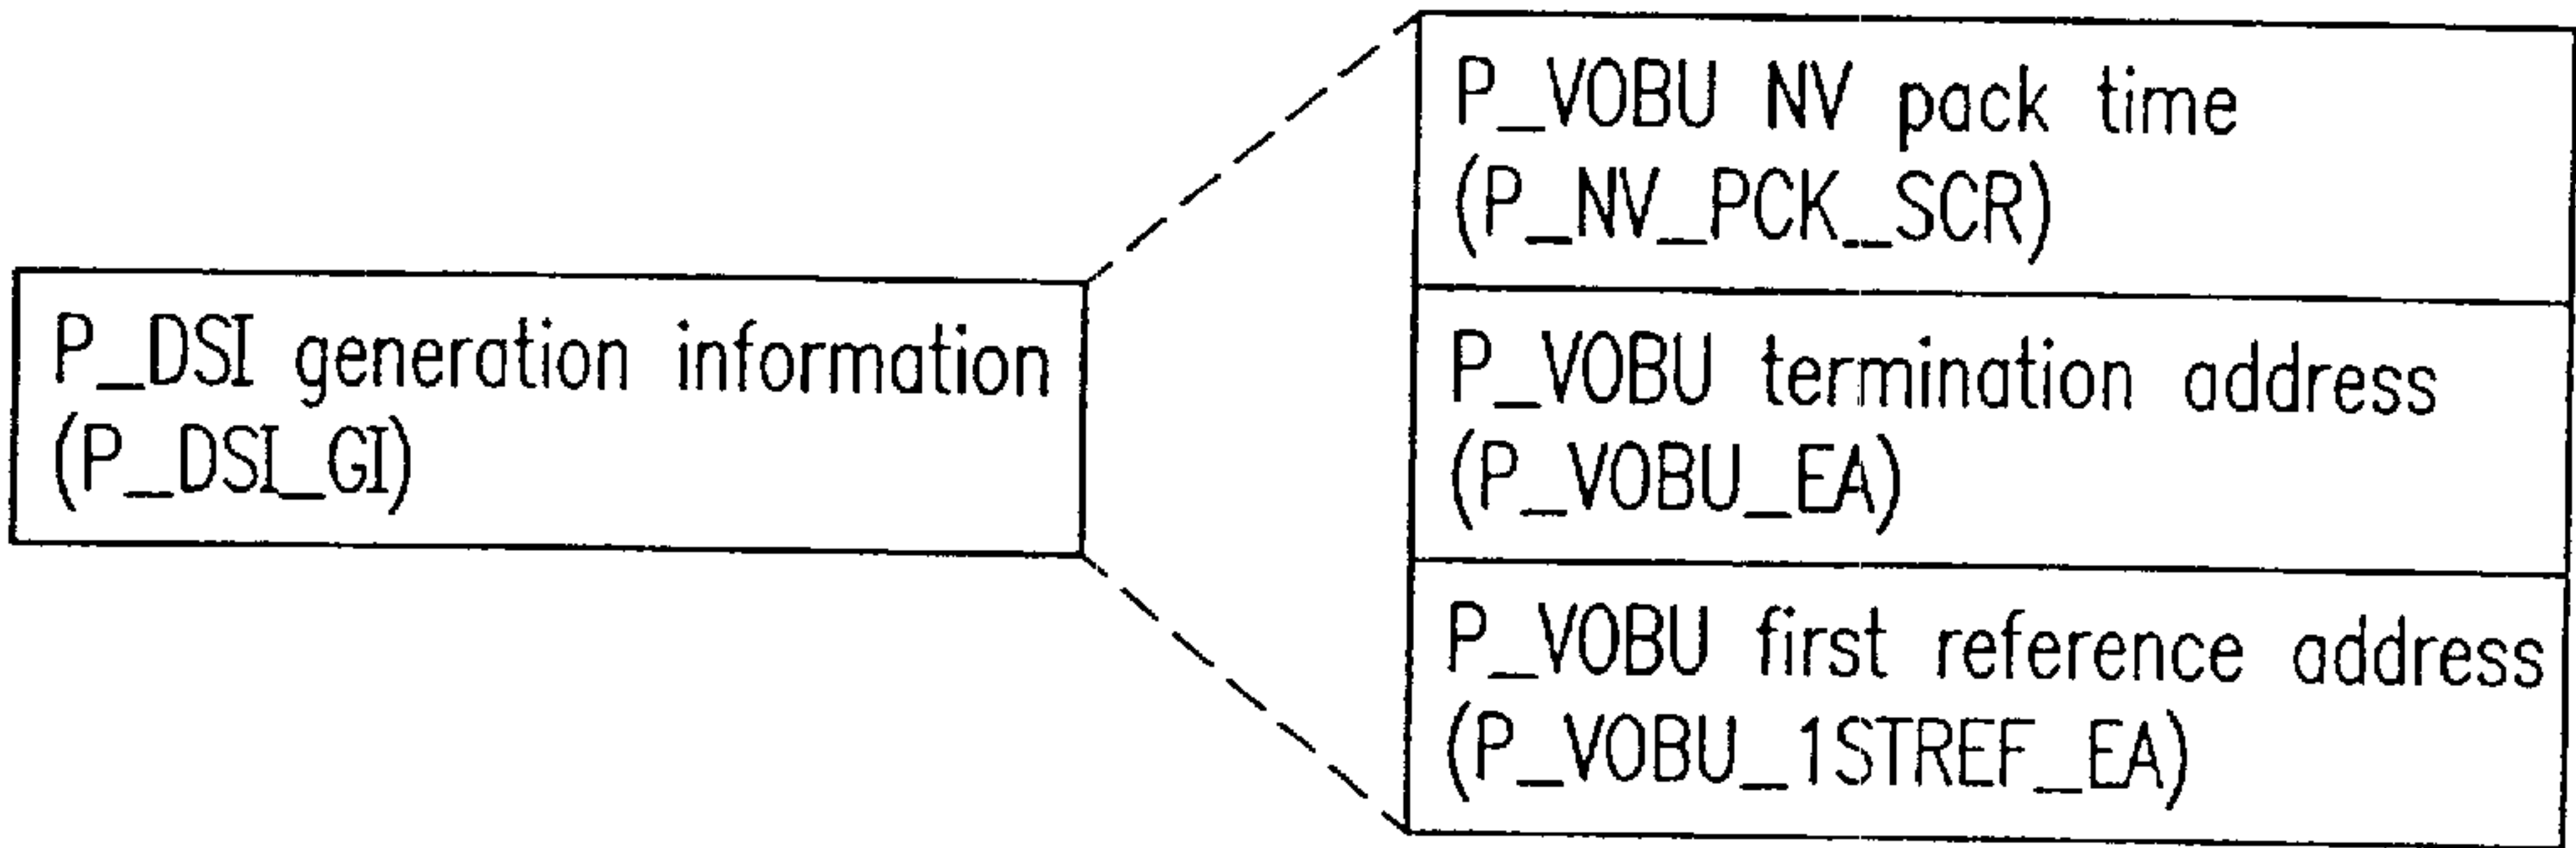 P_DSI generation information
(P_DSI_GI)
P_VOBU NV pack time
(P_NV_PCK_SCR)
P_VOBU termination address
(P_VOBU_EA)
P_VOBU first reference address
(P_VOBU_1STREF_EA)